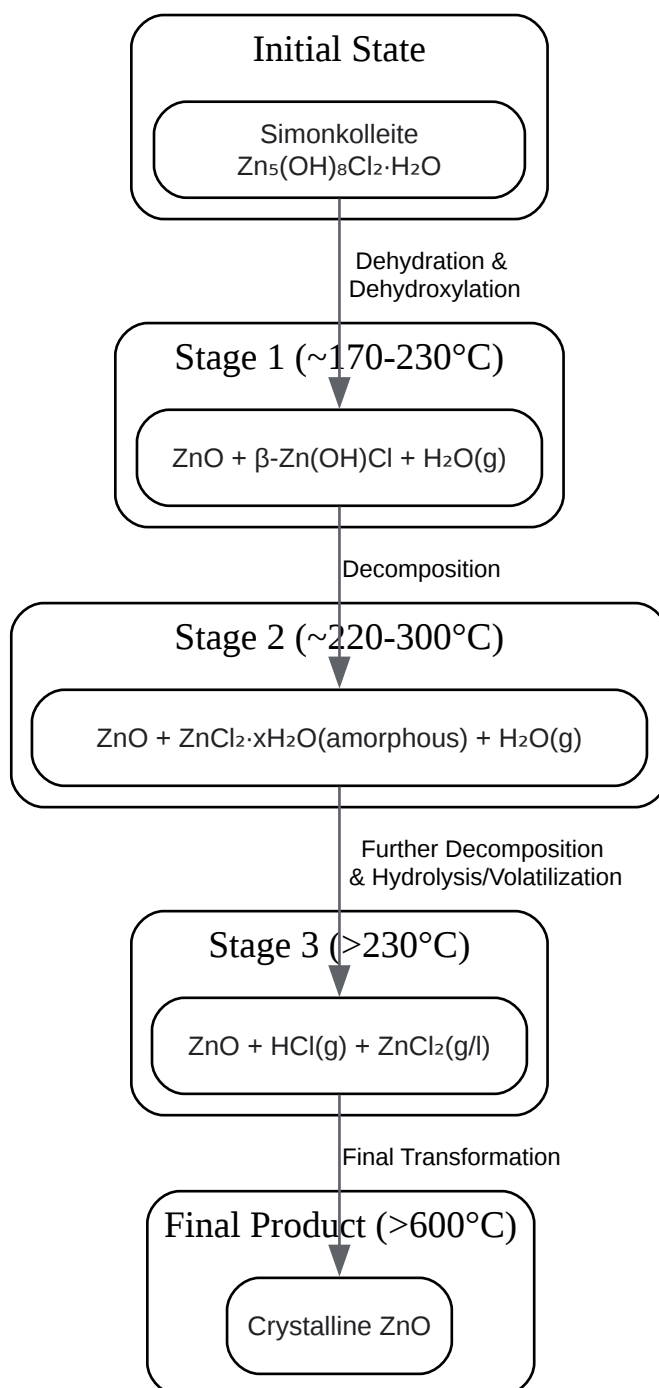 Initial State
Simonkolleite
Zn₅(OH)₈Cl₂·H₂O
Dehydration &
Dehydroxylation
Stage 1 (~170-230°C)
ZnO + β-Zn(OH)Cl + H₂O(g)
Decomposition
Stage 2 (~220-300°C)
ZnO + ZnCl₂·xH₂O(amorphous) + H₂O(g)
Further Decomposition
& Hydrolysis/Volatilization
Stage 3 (>230°C)
ZnO + HCl(g) + ZnCl₂(g/l)
Final Transformation
Final Product (>600°C)
Crystalline ZnO